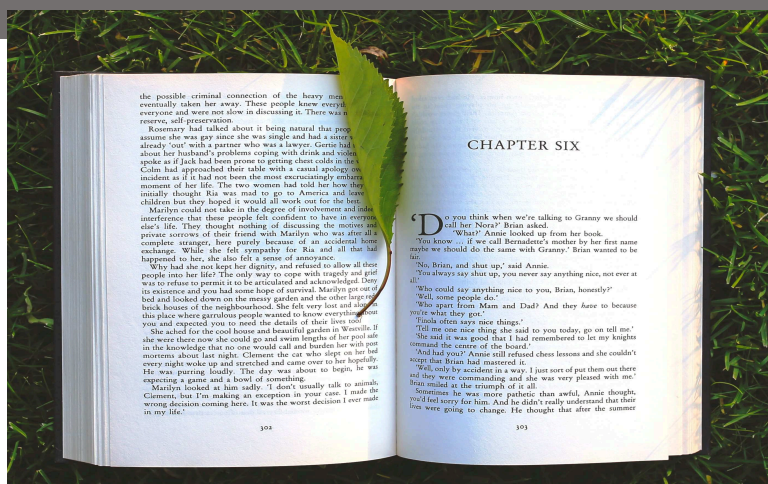 the possible criminal connection of the heavy
eventually taken her away. These people knew
everyone and were not slow in discussing it. There was
reserve, self-preservation.
Rosemary had talked about it being natural that
assume she was gay since she was single and had a sister
already 'out' with a partner who was a lawyer. Gertie had
about her husband's problems coping with drink and
spoke as if Jack had been prone to getting chest colds in the
Colm had approached their table with a casual apology
incident as if it had not been the most excruciatingly
moment of her life. The two women had told her how they
initially thought Ria was mad to go to America and leave
children but they hoped it would all work out for the best.
Marilyn could not take in the degree of involvement and indeed
interference that these people felt confident to have in everyone
else's life. They thought nothing of discussing the motives and
private sorrows of their friend with Marilyn who was after all a
complete stranger, here purely because of an accidental home
exchange. While she felt sympathy for Ria and all that had
happened to her, she also felt a sense of annoyance.
Why had she not kept her dignity, and refused to allow all these
people into her life? The only way to cope with tragedy and grief
was to refuse to permit it to be articulated and acknowledged. Deny
its existence and you had some hope of survival. Marilyn got out of
bed and looked down on the messy garden and the other large red
brick houses of the neighbourhood. She felt very lost and alone in
this place where garrulous people wanted to know everything about
you and expected you to need the details of their lives too.
She ached for the cool house and beautiful garden in Westville. If
she were there now she could go and swim lengths of her pool safe
in the knowledge that no one would call and burden her with post
mortems about last night. Clement the cat who slept on her bed
every night woke up and stretched and came over to her hopefully.
He was purring loudly. The day was about to begin, he was
expecting a game and a bowl of something.
Marilyn looked at him sadly. 'I don't usually talk to animals,
Clement, but I'm making an exception in your case. I made the
wrong decision coming here. It was the worst decision I ever made
in my life.'
302
CHAPTER SIX
'Do you think when we're talking to Granny we should
call her Nora?' Brian asked.
'What?' Annie looked up from her book.
'You know ... if we call Bernadette's mother by her first name
maybe we should do the same with Granny.' Brian wanted to be
fair.
'No, Brian, and shut up,' said Annie.
'You always say shut up, you never say anything nice, not ever at
all.'
'Who could say anything nice to you, Brian, honestly?'
'Well, some people do.'
'Who apart from Mam and Dad? And they have to because
you're what they got.'
'Finola often says nice things.'
'Tell me one nice thing she said to you today, go on tell me.'
'She said it was good that I had remembered to let my knights
command the centre of the board.'
'And had you?' Annie still refused chess lessons and she couldn't
accept that Brian had mastered it.
'Well, only by accident in a way. I just sort of put them out there
and they were commanding and she was very pleased with me.'
Brian smiled at the triumph of it all.
Sometimes he was more pathetic than awful, Annie thought,
you'd feel sorry for him. And he didn't really understand that their
lives were going to change. He thought that after the summer
303